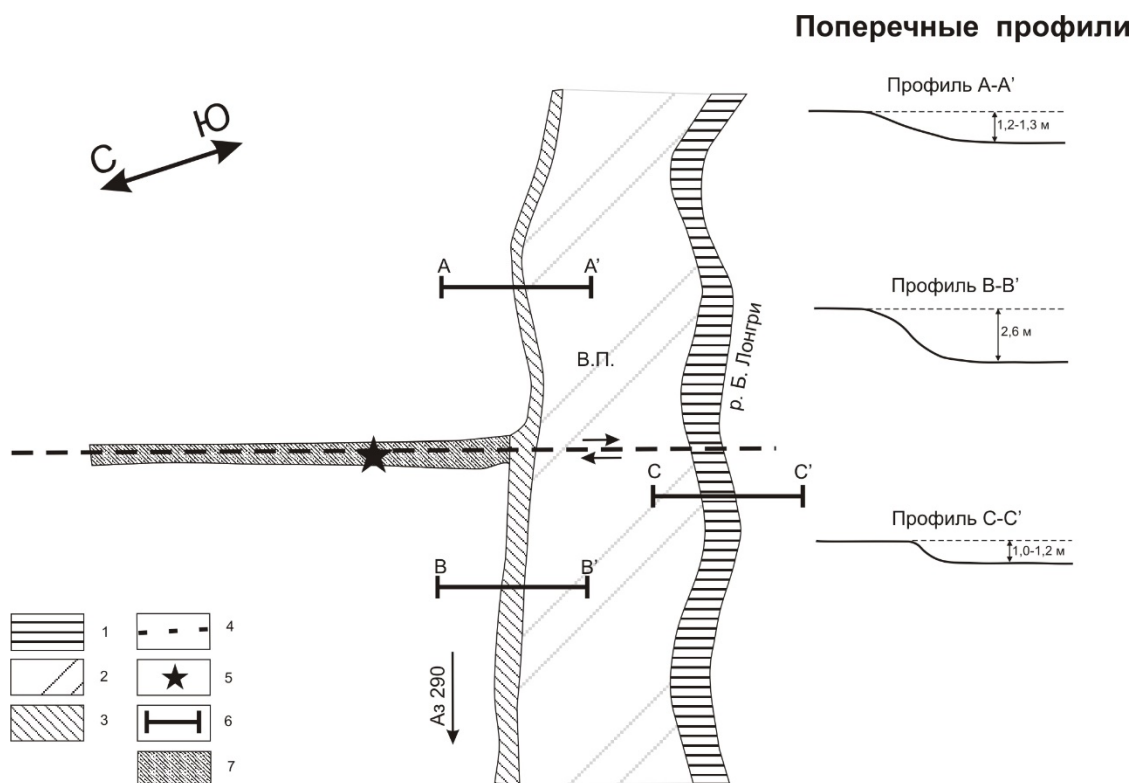 Поперечные профили
Профиль А-А’
1,2-1,3 м
С Ю
А А’
Профиль В-В’
2,6 м
В.П.
р. Б. Лонгри
С С’
Профиль С-С’
1,0-1,2 м
В В’
Аз 290
1 4
2 5
3 6
7